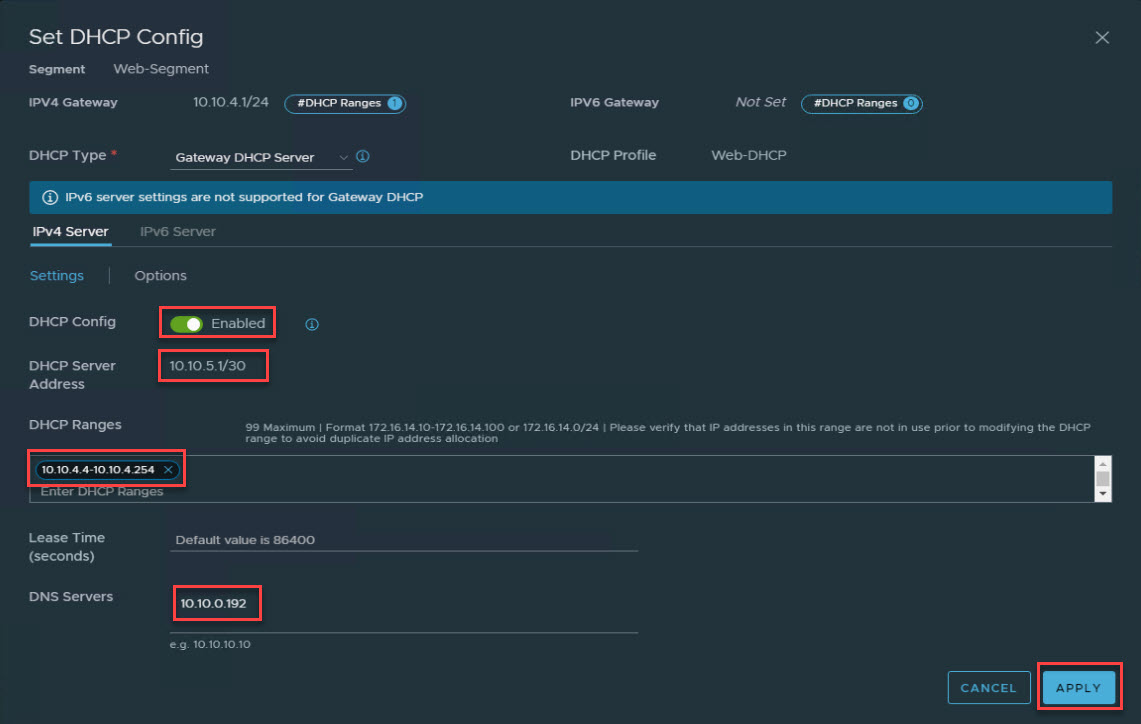 Set DHCP Config
Segment Web-Segment
IPV4 Gateway 10.10.4.1/24 #DHCP Ranges 1 IPV6 Gateway Not Set #DHCP Ranges 0
DHCP Type * Gateway DHCP Server DHCP Profile Web-DHCP
IPv6 server settings are not supported for Gateway DHCP
IPv4 Server IPv6 Server
Settings | Options
DHCP Config Enabled
DHCP Server 10.10.5.1/30
Address
DHCP Ranges 99 Maximum | Format 172.16.14.10-172.16.14.100 or 172.16.14.0/24 | Please verify that IP addresses in this range are not in use prior to modifying the DHCP
range to avoid duplicate IP address allocation
10.10.4.4-10.10.4.254
Enter DHCP Ranges
Lease Time Default value is 86400
(seconds)
DNS Servers 10.10.0.192
e.g. 10.10.10.10
CANCEL APPLY